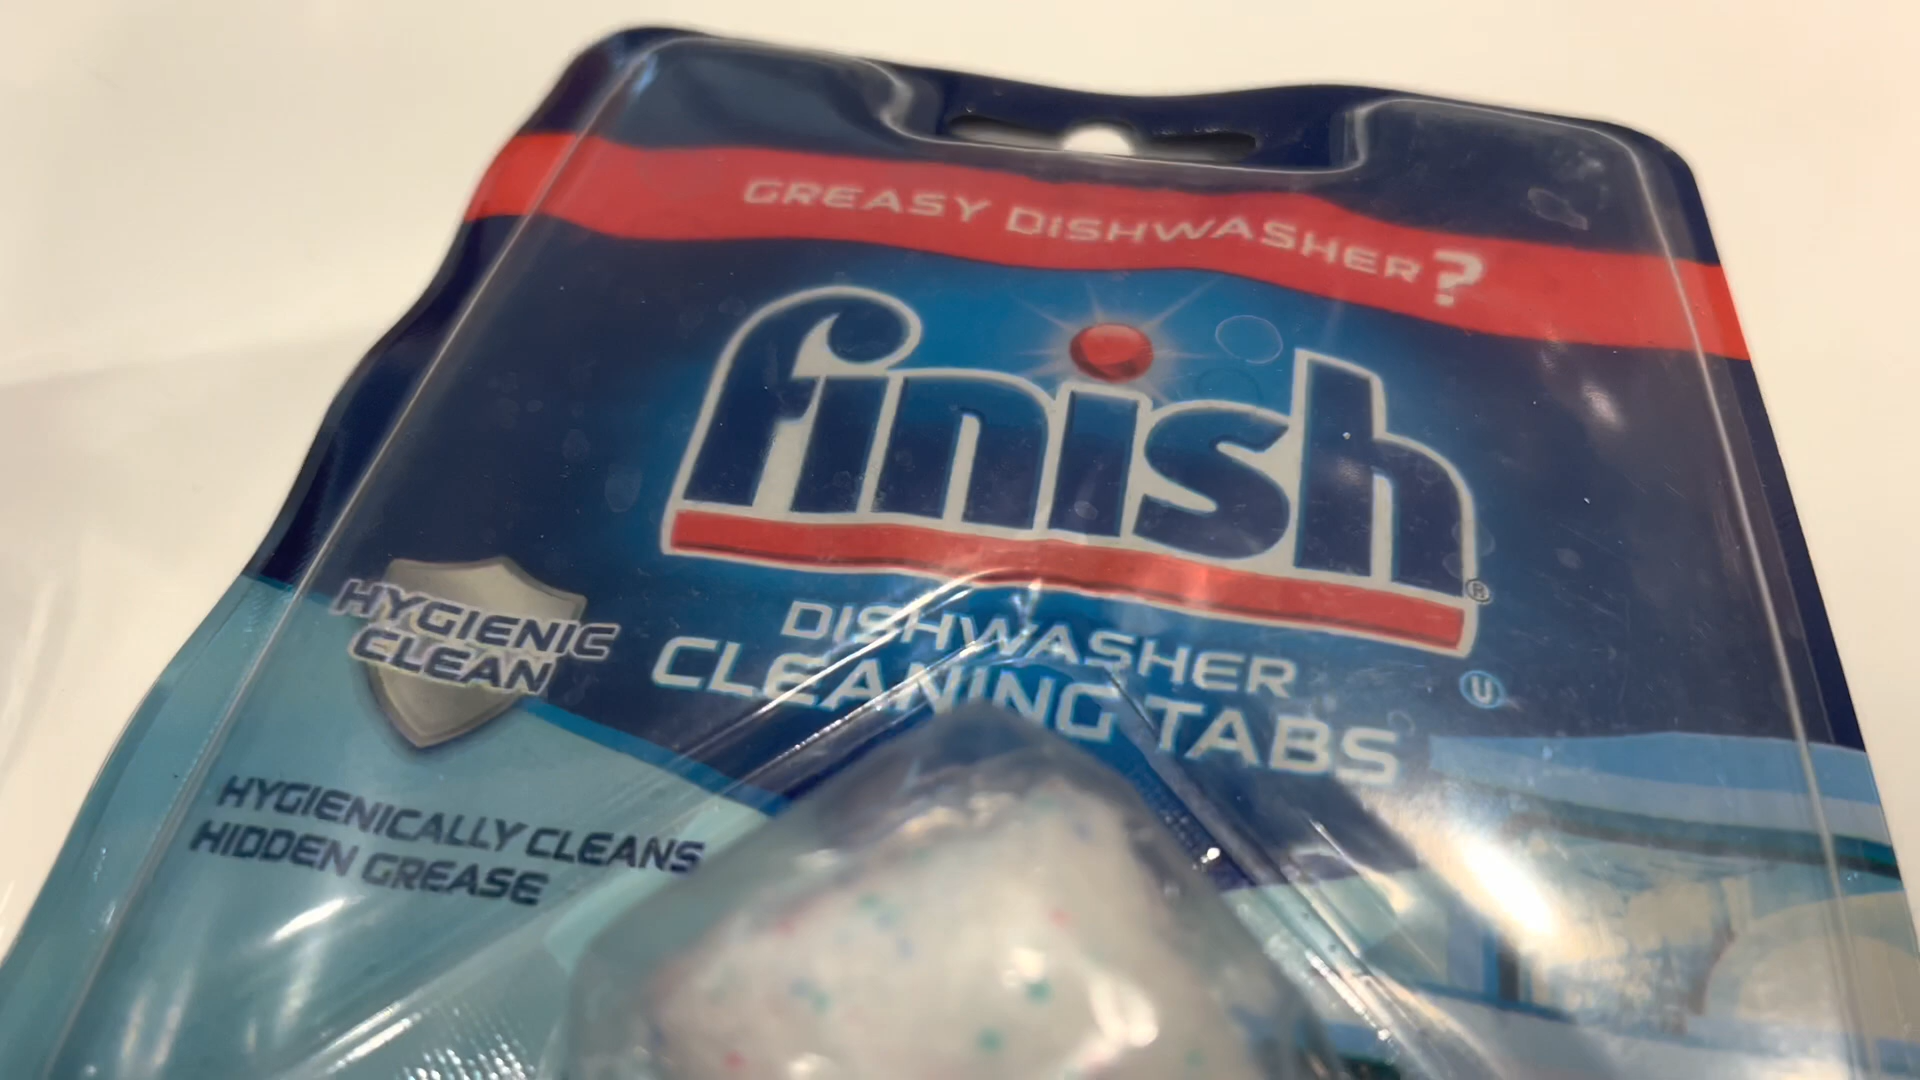 GREASY DISHWASHER?
finish®
DISHWASHER
CLEANING TABS
U
HYGIENIC
CLEAN
HYGIENICALLY CLEANS
HIDDEN GREASE